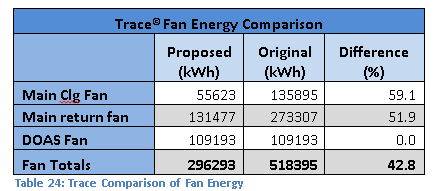 Trace® Fan Energy Comparison
Proposed (kWh) Original (kWh) Difference (%)
Main Clg Fan 55623 135895 59.1
Main return fan 131477 273307 51.9
DOAS Fan 109193 109193 0.0
Fan Totals 296293 518395 42.8
Table 24: Trace Comparison of Fan Energy